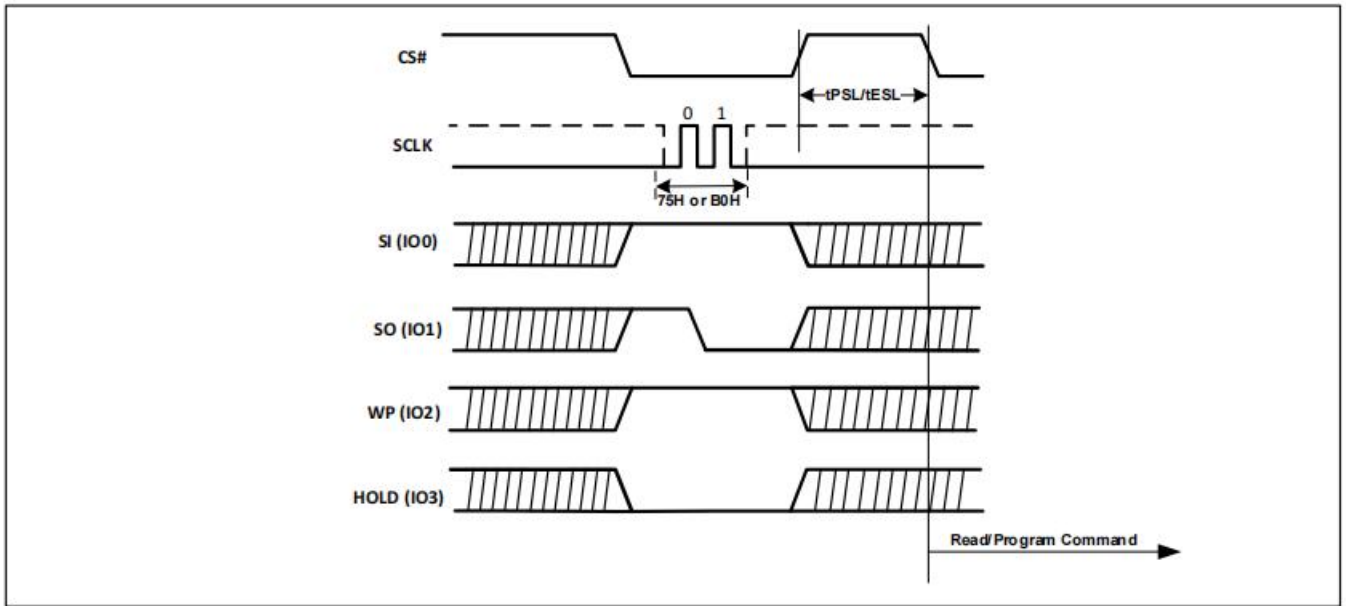 CS#
tPSL/tESL
0 1
SCLK
75H or B0H
SI (IO0)
SO (IO1)
WP (IO2)
HOLD (IO3)
Read/Program Command